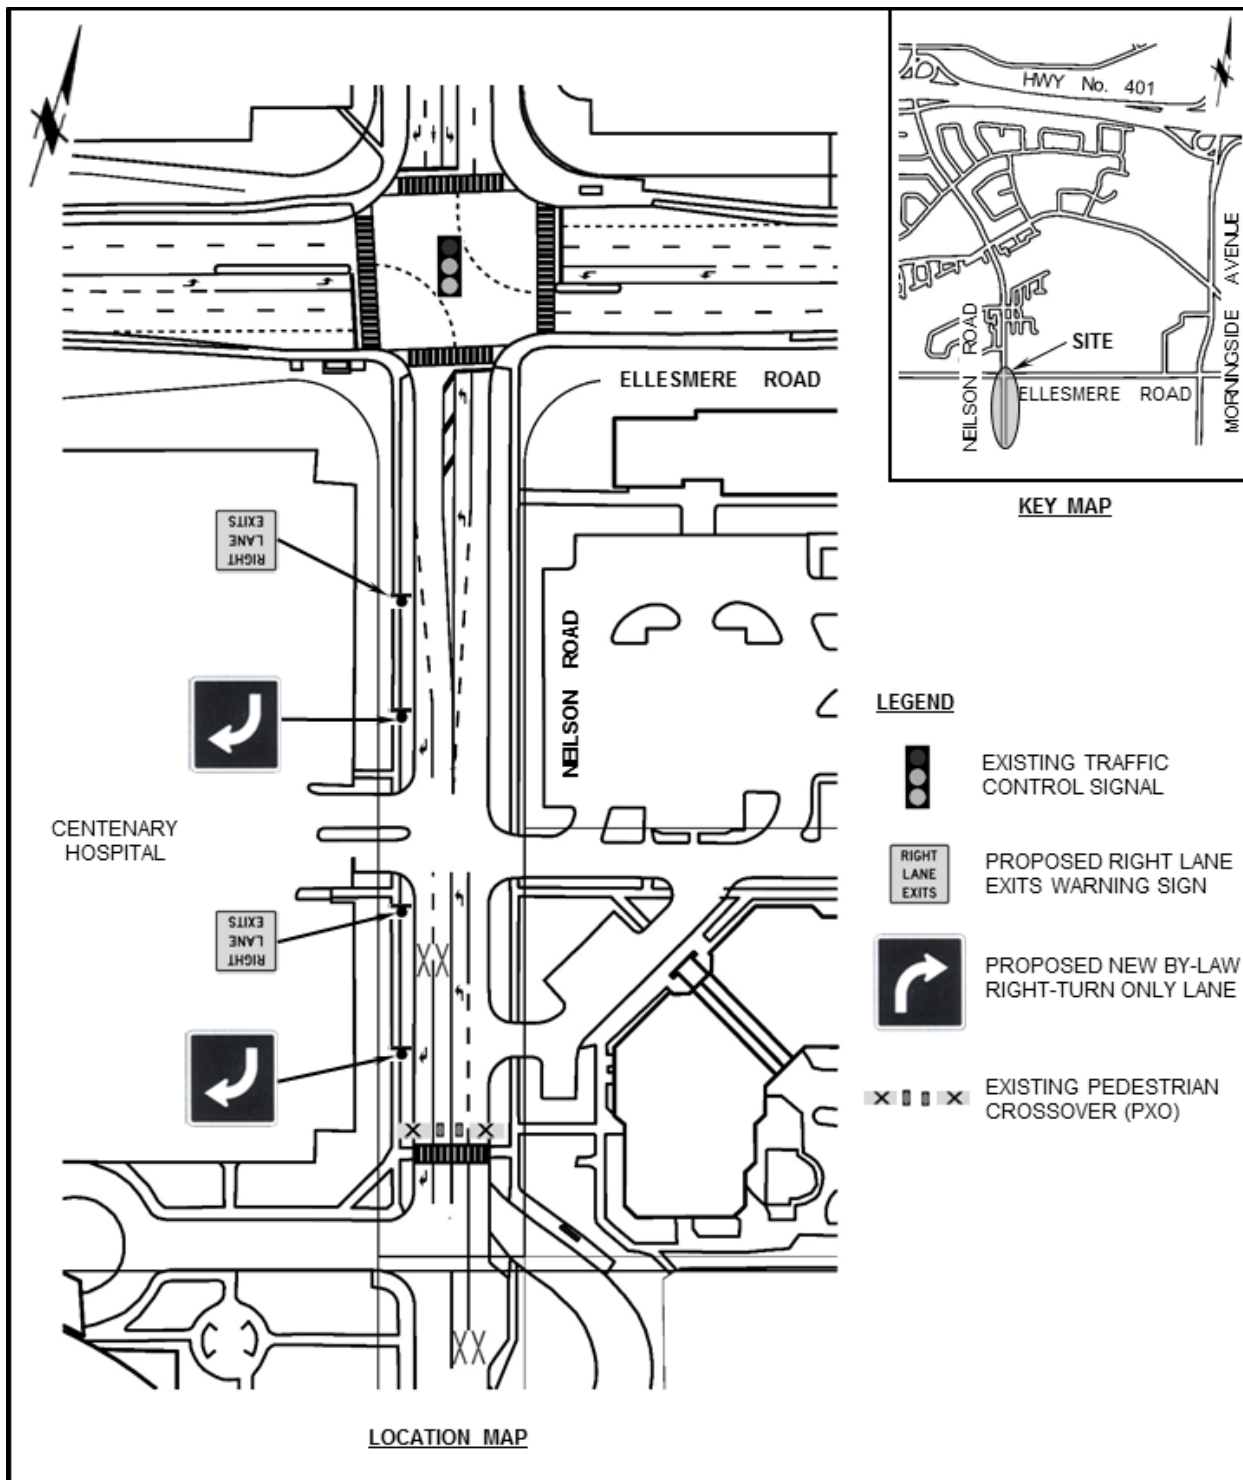 HWY No. 401
MORNINGSIDE AVENUE
NEILSON ROAD
SITE
ELLESMERE ROAD
KEY MAP
ELLESMERE ROAD
RIGHT
LANE
EXITS
NEILSON ROAD
CENTENARY
HOSPITAL
RIGHT
LANE
EXITS
LEGEND
EXISTING TRAFFIC
CONTROL SIGNAL
RIGHT
LANE
EXITS
PROPOSED RIGHT LANE
EXITS WARNING SIGN
PROPOSED NEW BY-LAW
RIGHT-TURN ONLY LANE
EXISTING PEDESTRIAN
CROSSOVER (PXO)
LOCATION MAP